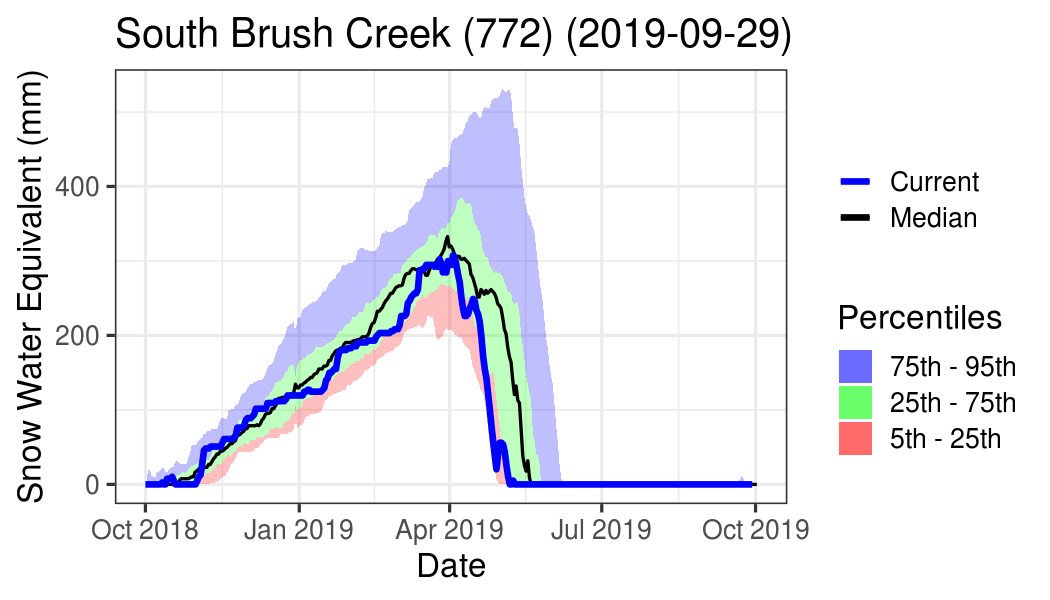 South Brush Creek (772) (2019-09-29)
Snow Water Equivalent (mm)
400
200
0
Oct 2018
Jan 2019
Apr 2019
Jul 2019
Oct 2019
Date
Current
Median
Percentiles
75th - 95th
25th - 75th
5th - 25th